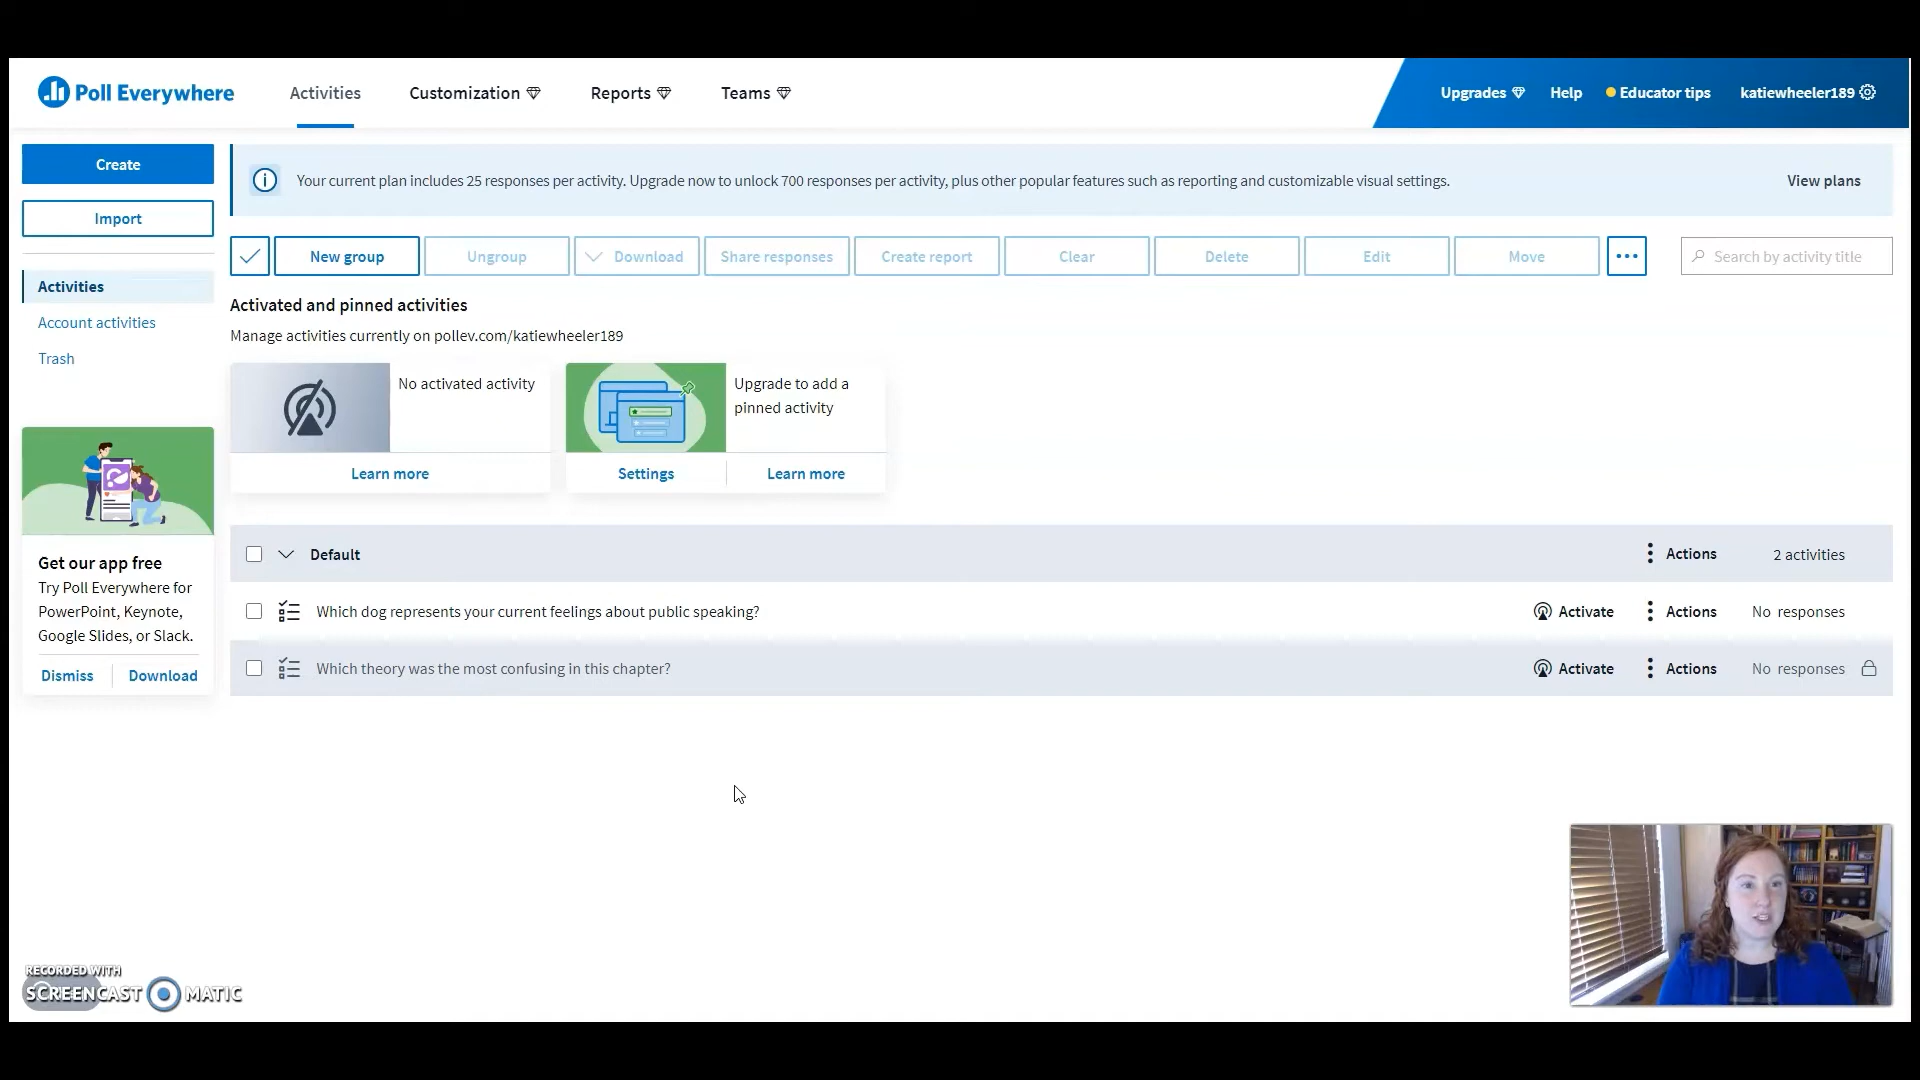 Poll Everywhere
Activities
Customization
Reports
Teams
Upgrades
Help
Educator tips
katiewheeler189
Create
Import
Activities
Account activities
Trash
Your current plan includes 25 responses per activity. Upgrade now to unlock 700 responses per activity, plus other popular features such as reporting and customizable visual settings.
View plans
New group
Ungroup
Download
Share responses
Create report
Clear
Delete
Edit
Move
Search by activity title
Activated and pinned activities
Manage activities currently on pollev.com/katiewheeler189
No activated activity
Learn more
Upgrade to add a
pinned activity
Settings
Learn more
Get our app free
Try Poll Everywhere for
PowerPoint, Keynote,
Google Slides, or Slack.
Dismiss
Download
Default
Actions
2 activities
Which dog represents your current feelings about public speaking?
Activate
Actions
No responses
Which theory was the most confusing in this chapter?
Activate
Actions
No responses
RECORDED WITH
SCREENCAST MATIC